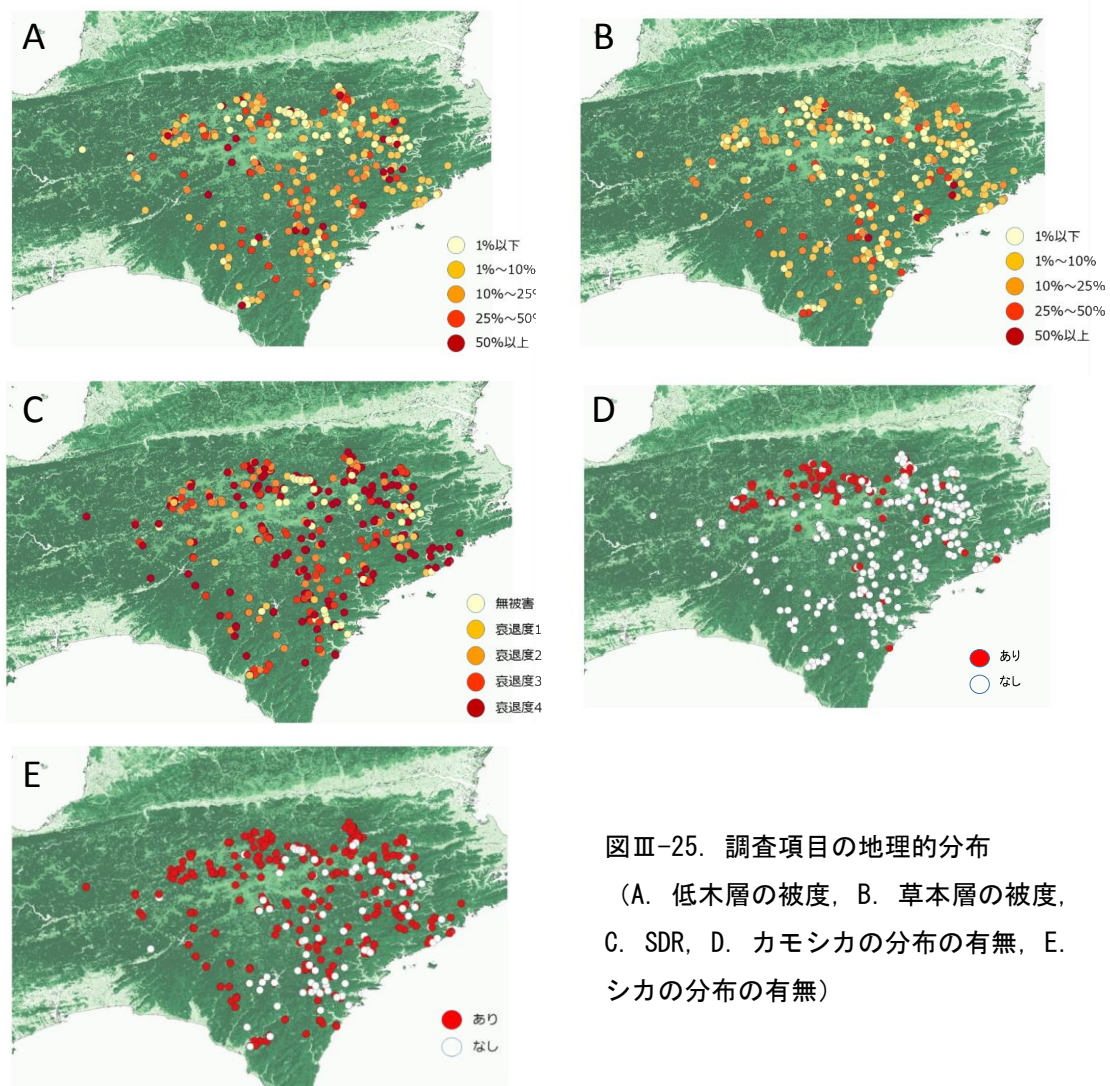 A
1%以下
1%~10%
10%~25%
25%~50%
50%以上
B
1%以下
1%~10%
10%~25%
25%~50%
50%以上
C
無被害
衰退度1
衰退度2
衰退度3
衰退度4
D
あり
なし
E
あり
なし
図Ⅲ-25. 調査項目の地理的分布
（A. 低木層の被度, B. 草本層の被度,
C. SDR, D. カモシカの分布の有無, E.
シカの分布の有無）